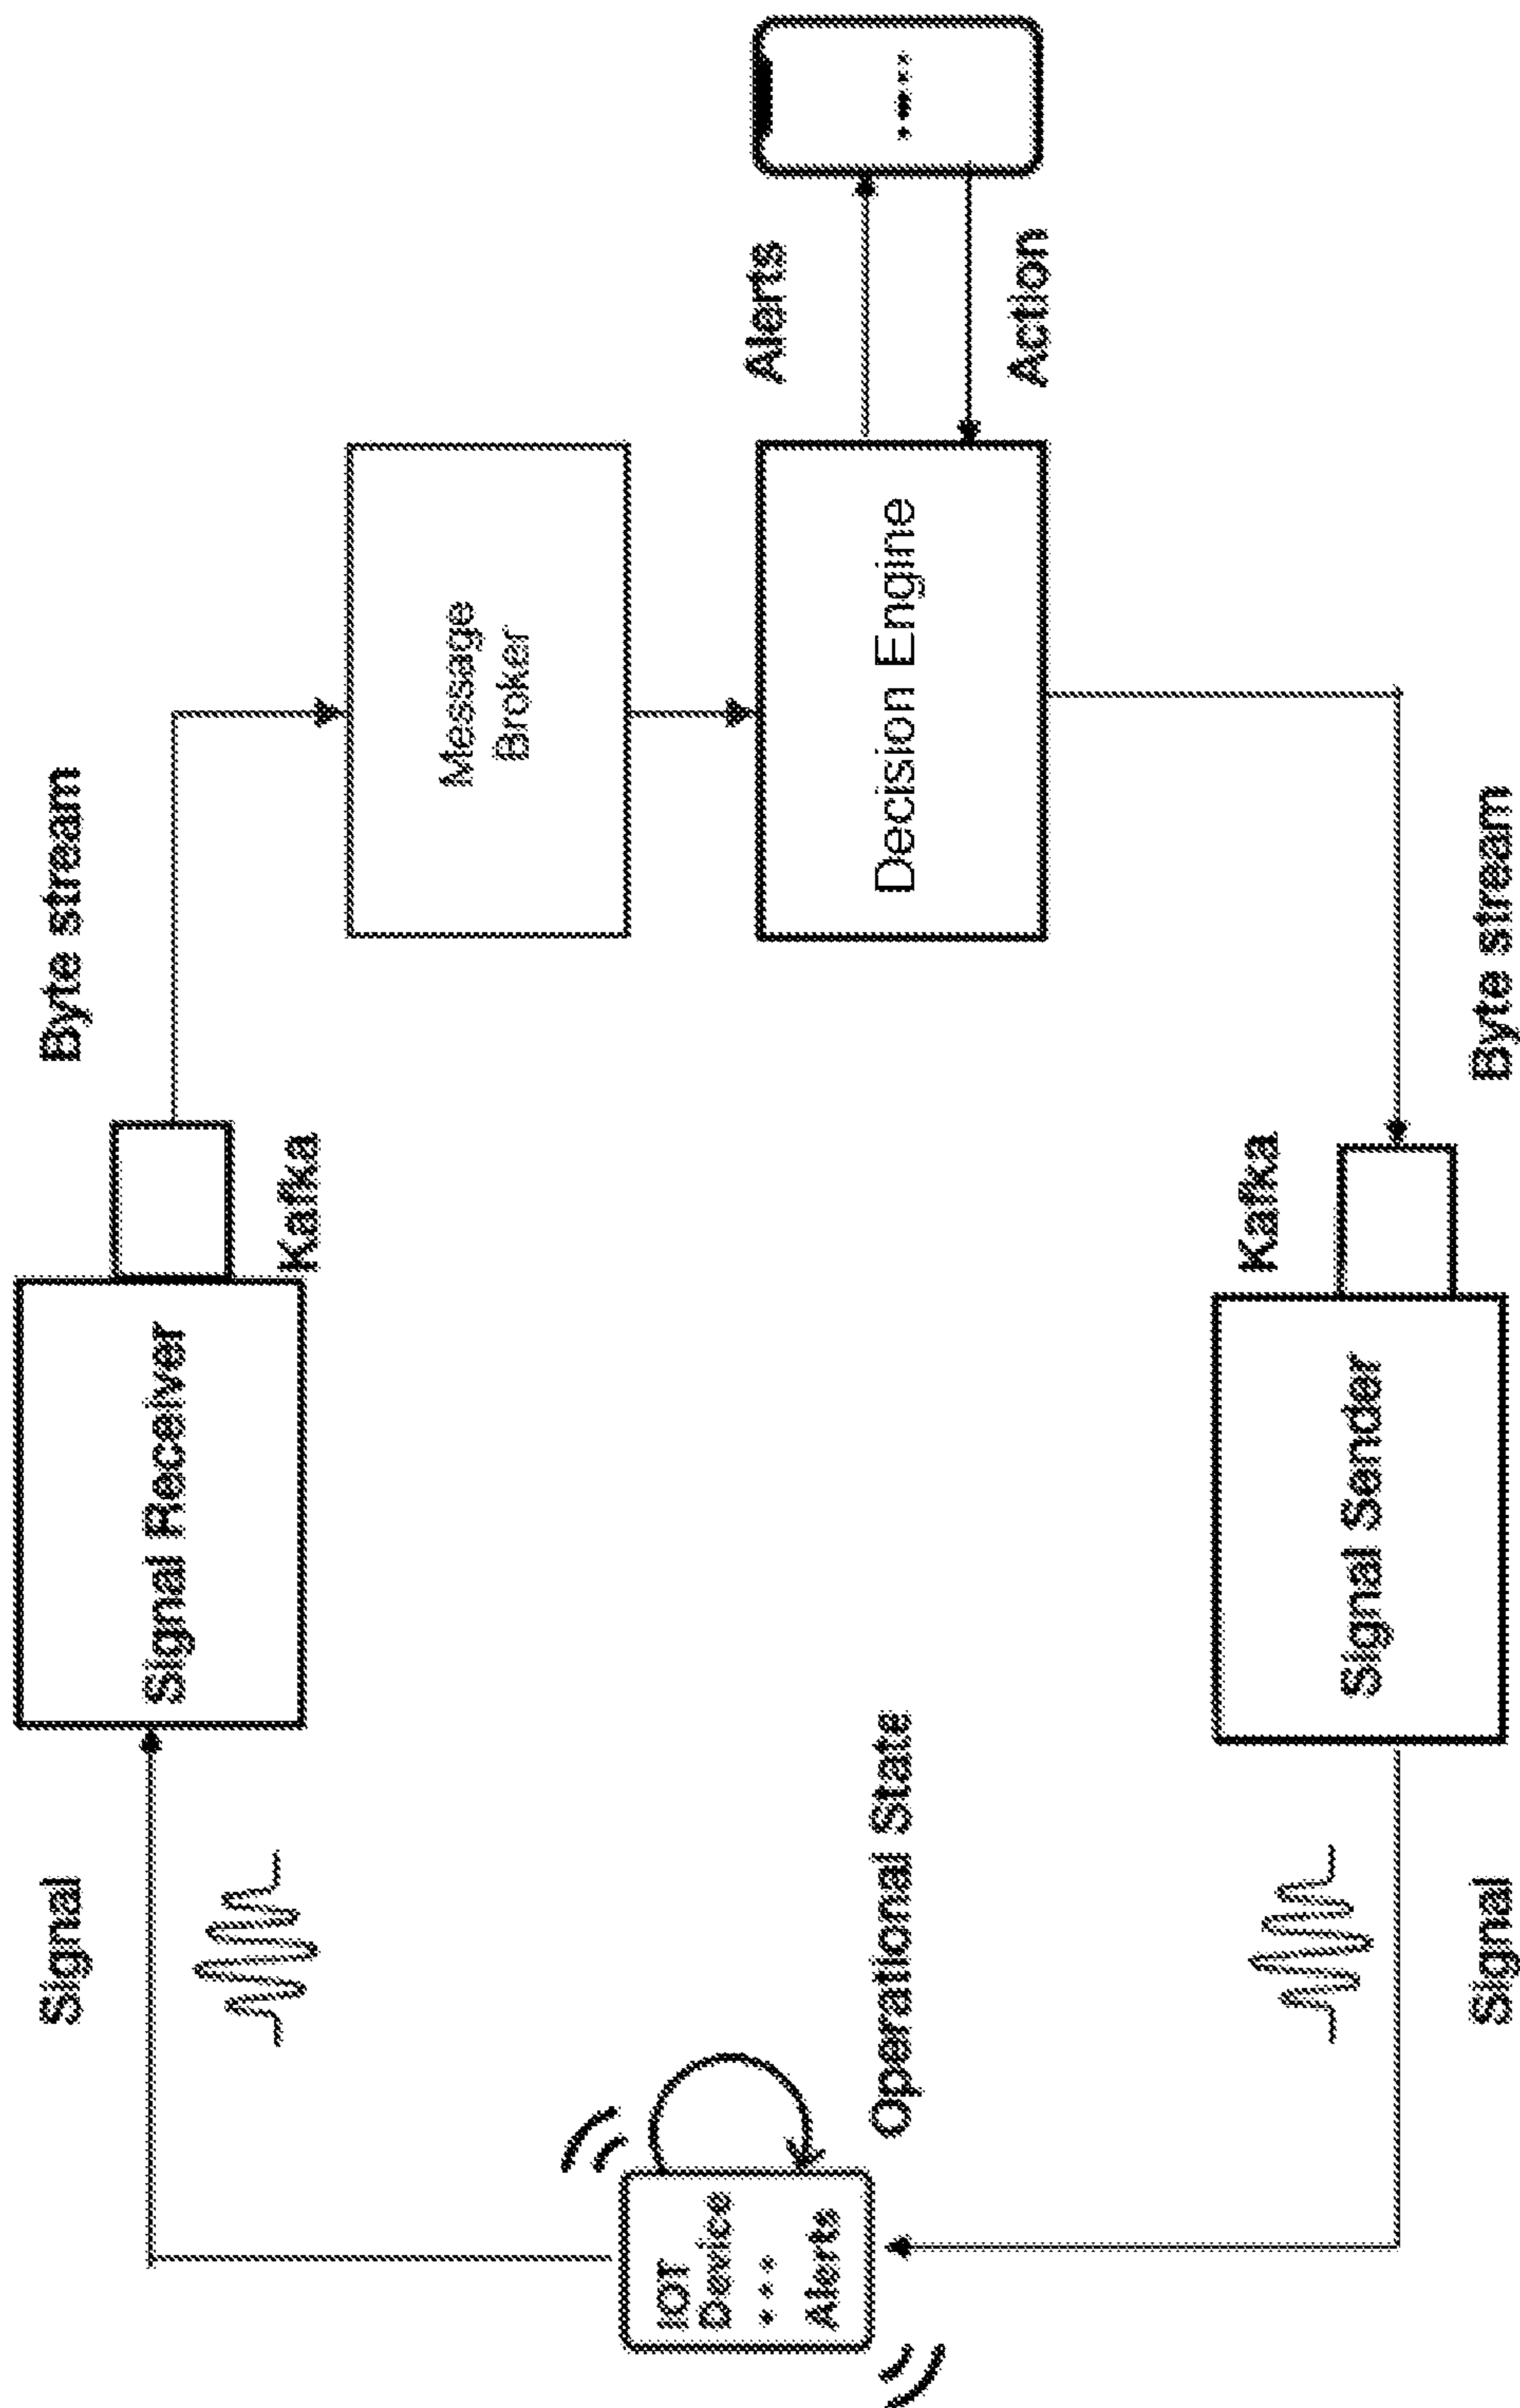 Signal
Byte stream
Signal Receiver
Kafka
Message
Broker
IOT
Device
Alerts
Operational State
Decision Engine
Alerts
Action
Kafka
Signal Sender
Signal
Byte stream